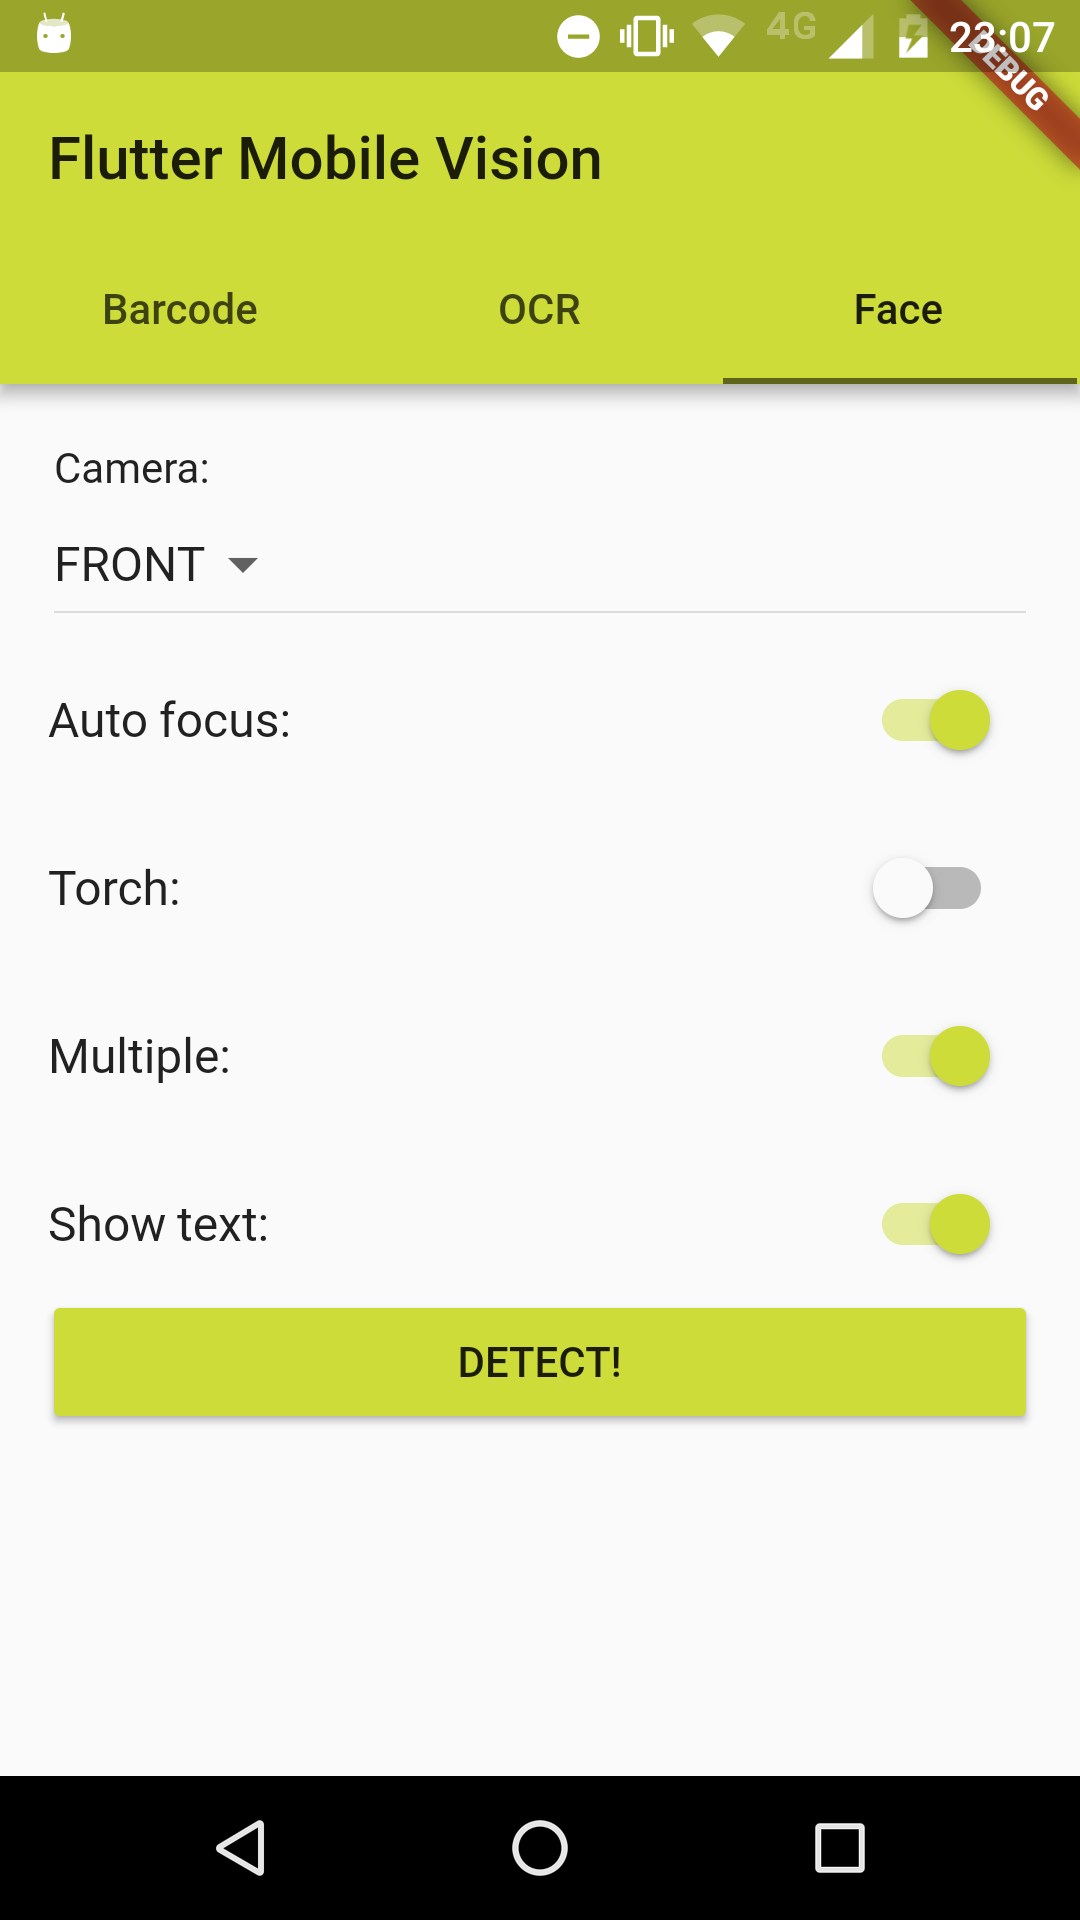 4G 23:07
DEBUG
Flutter Mobile Vision
Barcode OCR Face
Camera:
FRONT
Auto focus:
Torch:
Multiple:
Show text:
DETECT!